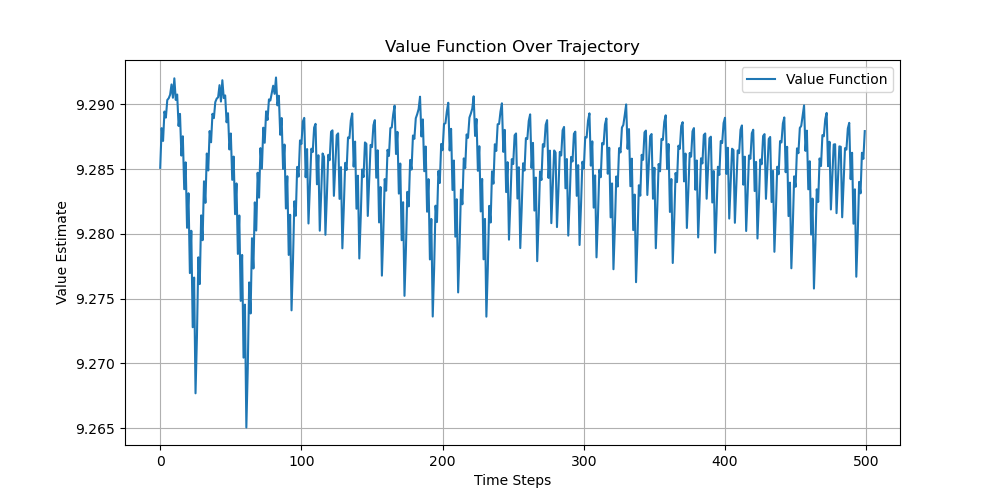 Value Function Over Trajectory
Value Function
9.290
9.285
9.280
9.275
9.270
9.265
Value Estimate
0 100 200 300 400 500
Time Steps